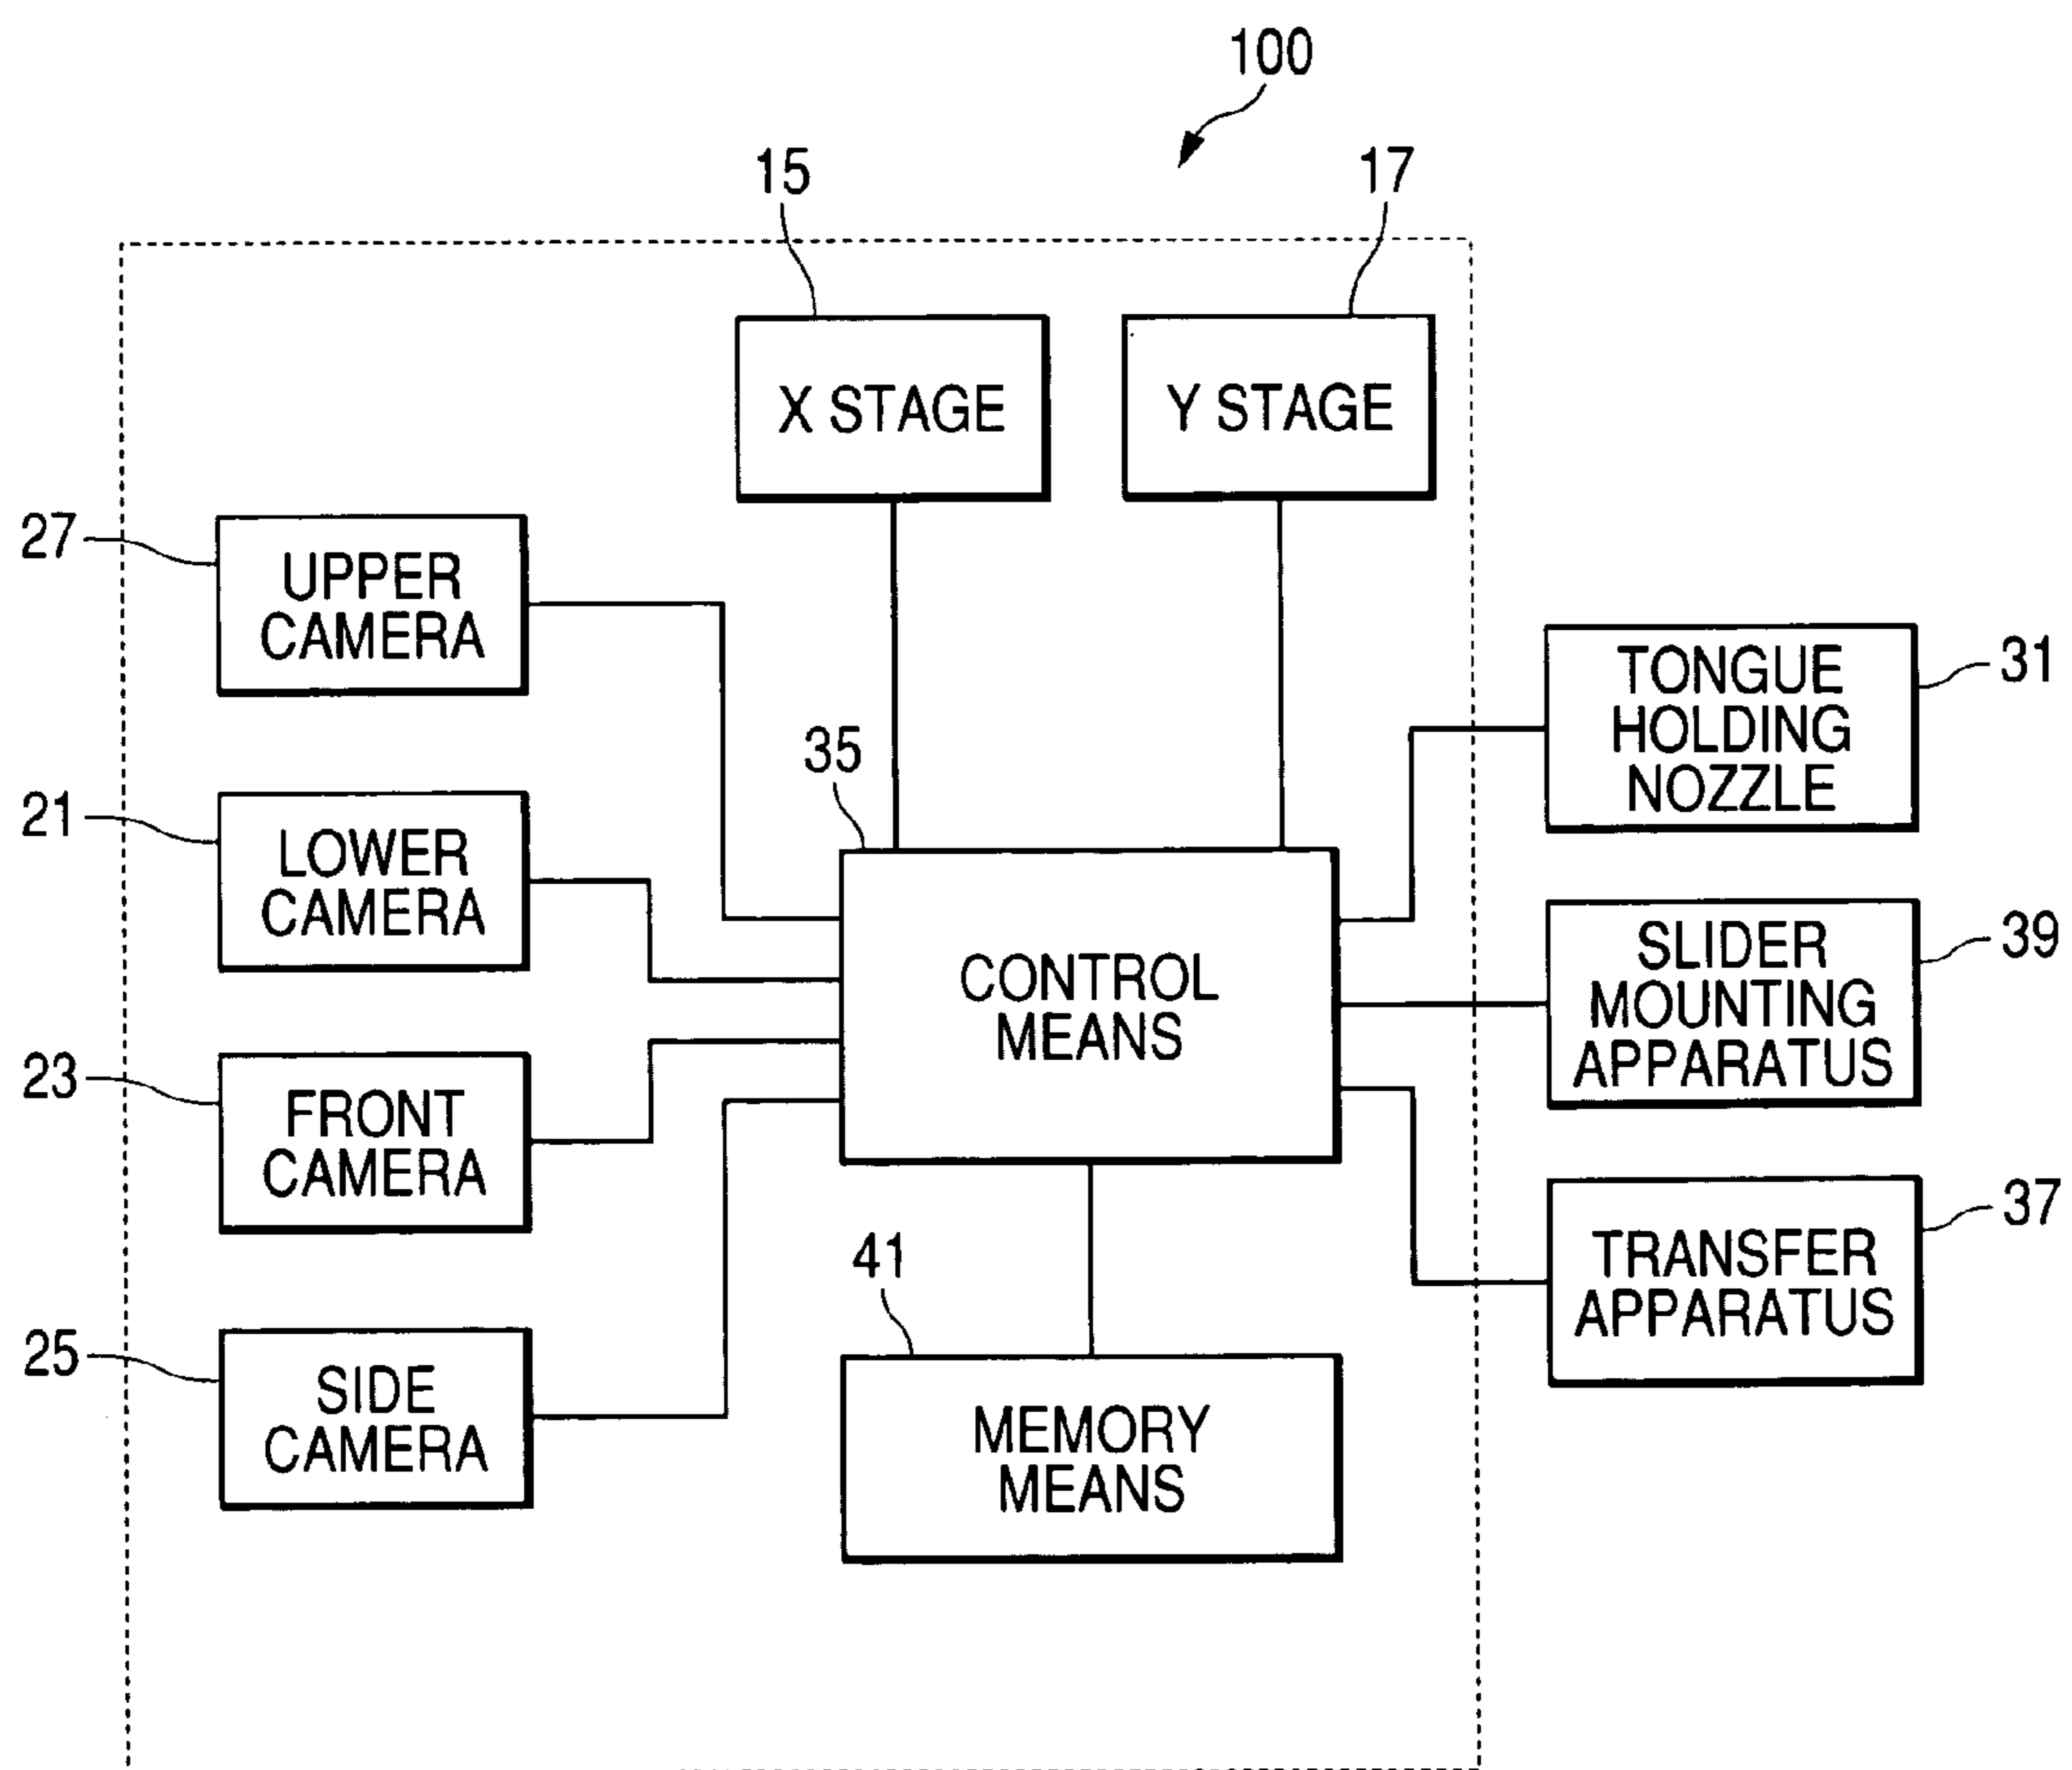 100
15
17
X STAGE
Y STAGE
27
UPPER
CAMERA
31
TONGUE
HOLDING
NOZZLE
35
21
LOWER
CAMERA
39
SLIDER
MOUNTING
APPARATUS
CONTROL
MEANS
23
FRONT
CAMERA
37
TRANSFER
APPARATUS
41
25
SIDE
CAMERA
MEMORY
MEANS